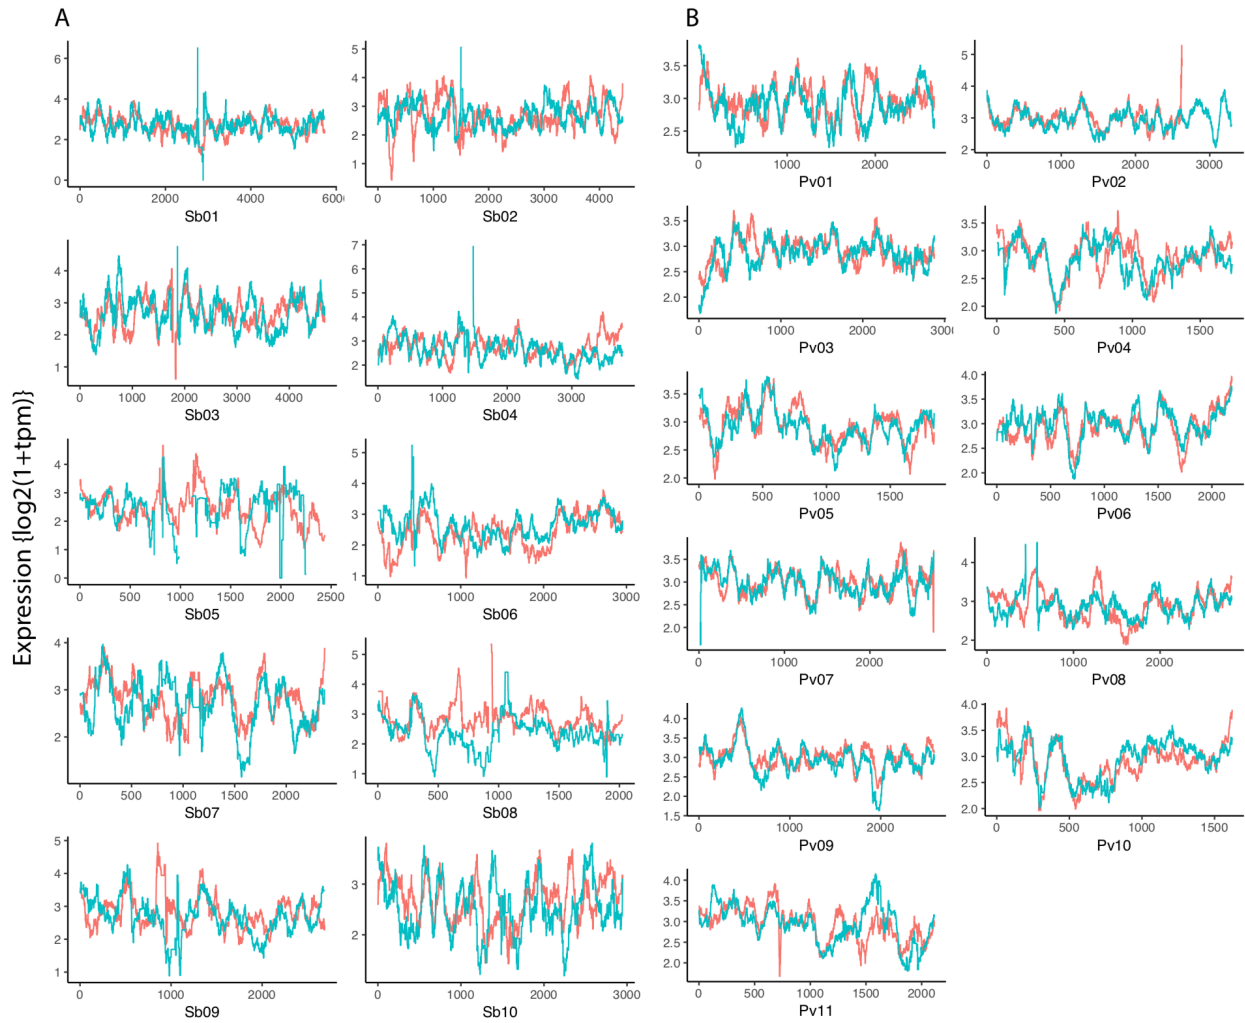 A
B
Expression {log2(1+tpm)}
6
4
2
0
0 2000 4000 6000
Sb01
5
4
3
2
1
0 1000 2000 3000 4000
Sb02
3.5
3.0
2.5
0 1000 2000
Pv01
5
4
3
2
0 1000 2000 3000
Pv02
4
3
2
1
0 1000 2000 3000 4000
Sb03
7
6
5
4
3
2
0 1000 2000 3000
Sb04
3.5
3.0
2.5
2.0
0 1000 2000 300
Pv03
3.5
3.0
2.5
2.0
0 500 1000 1500
Pv04
4
3
2
1
0
0 500 1000 1500 2000 2500
Sb05
5
4
3
2
1
0 1000 2000 3000
Sb06
3.5
3.0
2.5
2.0
0 500 1000 1500
Pv05
4.0
3.5
3.0
2.5
2.0
0 500 1000 1500 2000
Pv06
4
3
2
0 500 1000 1500 2000
Sb07
5
4
3
2
1
0 500 1000 1500 2000
Sb08
3.5
3.0
2.5
2.0
0 1000 2000
Pv07
4
3
2
0 1000 2000
Pv08
4.0
3.5
3.0
2.5
2.0
1.5
0 1000 2000
Pv09
4.0
3.5
3.0
2.5
2.0
0 500 1000 1500
Pv10
5
4
3
2
1
0 1000 2000
Sb09
3
2
0 1000 2000 3000
Sb10
4.0
3.5
3.0
2.5
2.0
0 500 1000 1500 2000
Pv11